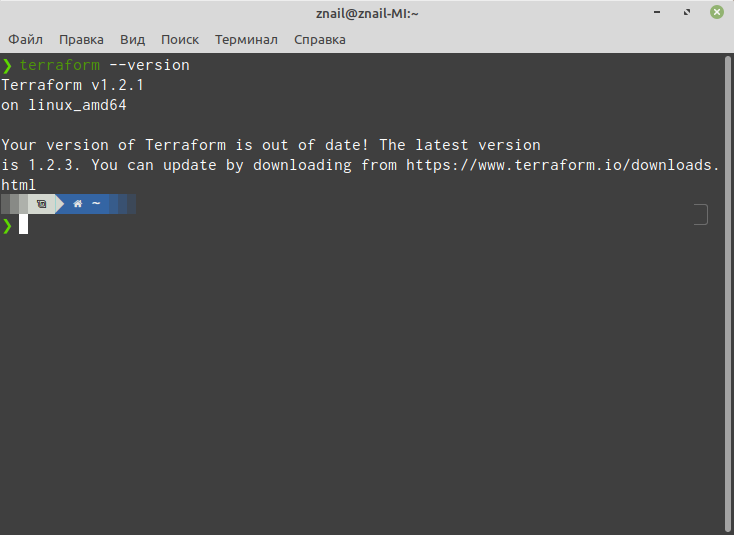 znail@znail-MI:~
Файл Правка Вид Поиск Терминал Справка
❯ terraform --version
Terraform v1.2.1
on linux_amd64
Your version of Terraform is out of date! The latest version
is 1.2.3. You can update by downloading from https://www.terraform.io/downloads.
html
~
❯